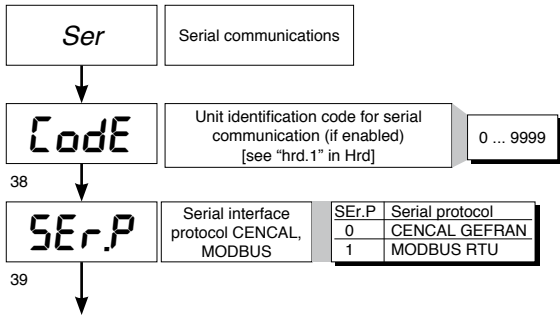 Ser
Serial communications
CodE
Unit identification code for serial
communication (if enabled)
[see “hrd.1” in Hrd]
0 ... 9999
38
SEr.P
Serial interface
protocol CENCAL,
MODBUS
SEr.P Serial protocol
0 CENCAL GEFRAN
1 MODBUS RTU
39